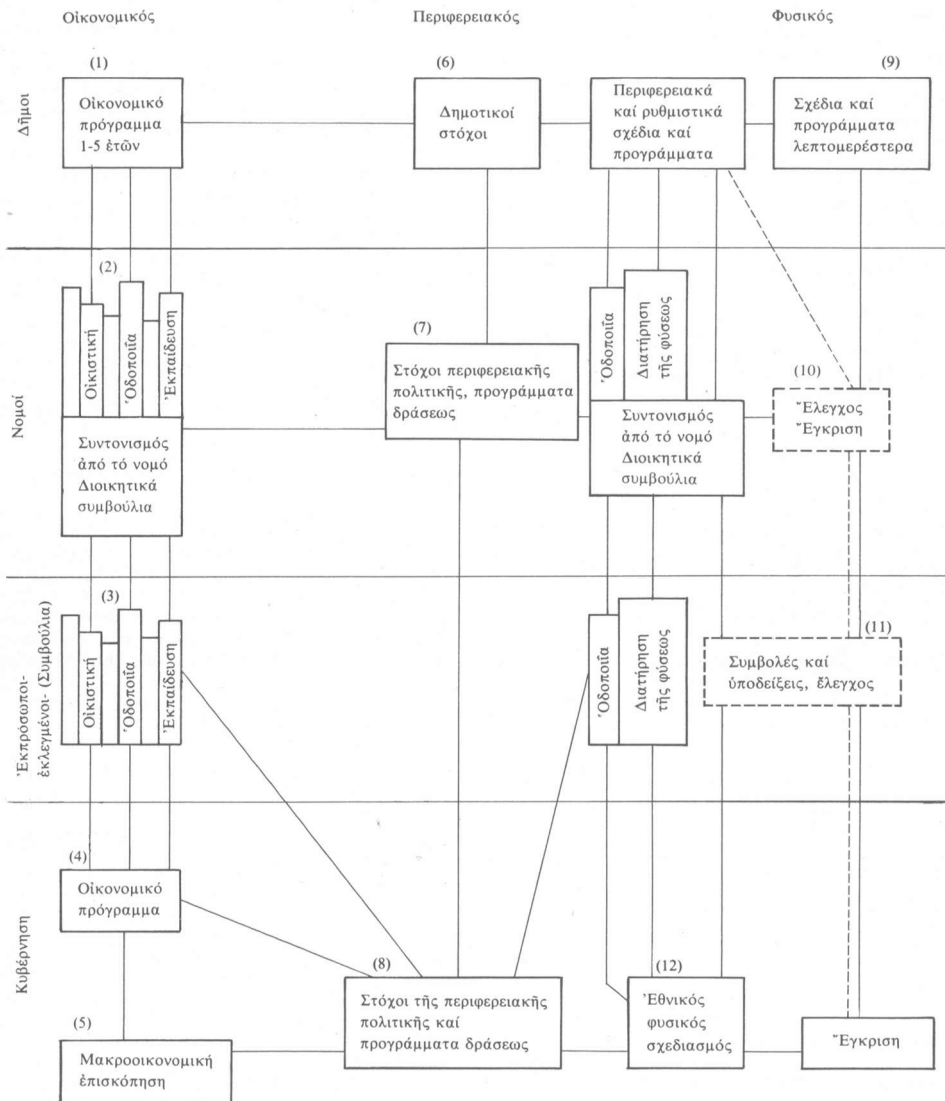 Οἰκονομικός
Περιφερειακός
Φυσικός
Δῆμοι
(1)
Οἰκονομικό
πρόγραμμα
1-5 ἐτῶν
(6)
Δημοτικοί
στόχοι
Περιφερειακά
καί ρυθμιστικά
σχέδια καί
προγράμματα
(9)
Σχέδια καί
προγράμματα
λεπτομερέστερα
Νομοί
(2)
Οἰκιστική
Ὁδοποιΐα
Ἐκπαίδευση
Συντονισμός
ἀπό τό νομό
Διοικητικά
συμβούλια
(7)
Στόχοι περιφερειακῆς
πολιτικῆς, προγράμματα
δράσεως
Ὁδοποιΐα
Διατήρηση
τῆς φύσεως
Συντονισμός
ἀπό τό νομό
Διοικητικά
συμβούλια
(10)
Ἔλεγχος
Ἔγκριση
Ἐκπρόσωποι-
ἐκλεγμένοι- (Συμβούλια)
(3)
Οἰκιστική
Ὁδοποιΐα
Ἐκπαίδευση
Ὁδοποιΐα
Διατήρηση
τῆς φύσεως
(11)
Συμβολές καί
ὑποδείξεις, ἔλεγχος
Κυβέρνηση
(4)
Οἰκονομικό
πρόγραμμα
(5)
Μακροοικονομική
ἐπισκόπηση
(8)
Στόχοι τῆς περιφερειακῆς
πολιτικῆς καί
προγράμματα δράσεως
(12)
Ἐθνικός
φυσικός
σχεδιασμός
Ἔγκριση